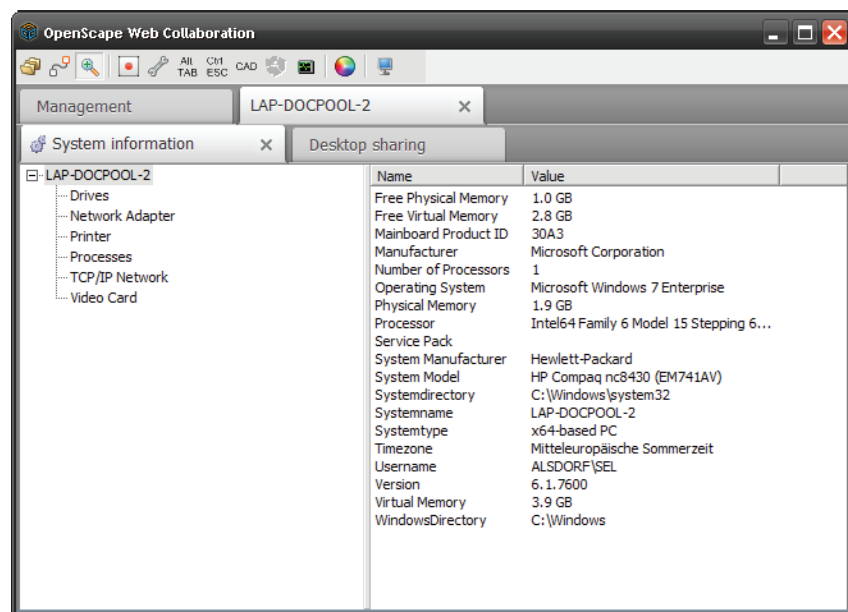 OpenScape Web Collaboration
ALt TAB Ctrl ESC CAD
Management LAP-DOCPOOL-2
System information Desktop sharing
LAP-DOCPOOL-2
Drives
Network Adapter
Printer
Processes
TCP/IP Network
Video Card
Name Value
Free Physical Memory 1.0 GB
Free Virtual Memory 2.8 GB
Mainboard Product ID 30A3
Manufacturer Microsoft Corporation
Number of Processors 1
Operating System Microsoft Windows 7 Enterprise
Physical Memory 1.9 GB
Processor Intel64 Family 6 Model 15 Stepping 6...
Service Pack
System Manufacturer Hewlett-Packard
System Model HP Compaq nc8430 (EM741AV)
Systemdirectory C:\Windows\system32
Systemname LAP-DOCPOOL-2
Systemtype x64-based PC
Timezone Mitteleuropäische Sommerzeit
Username ALSDORF\SEL
Version 6.1.7600
Virtual Memory 3.9 GB
WindowsDirectory C:\Windows